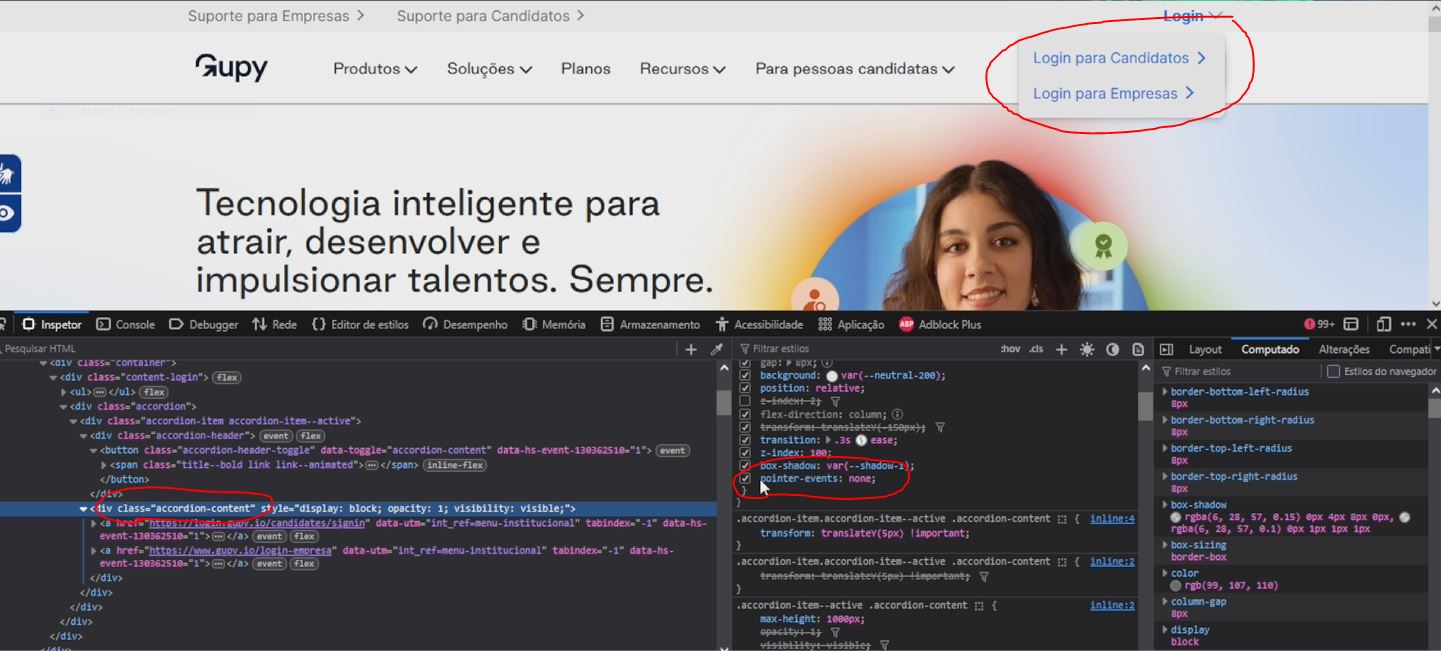 Suporte para Empresas Suporte para Candidatos Login
Gupy Produtos Soluções Planos Recursos Para pessoas candidatas
Login para Candidatos
Login para Empresas
Captura Retangular
Tecnologia inteligente para
atrair, desenvolver e
impulsionar talentos. Sempre.
Inspetor Console Debugger Rede {} Editor de estilos Desempenho Memória Armazenamento Acessibilidade Aplicação ABP Adblock Plus 99+
Pesquisar HTML
<div class="container">
<div class="content-login"> flex
<ul>⋯</ul> flex
<div class="accordion">
<div class="accordion-item accordion-item--active">
<div class="accordion-header"> event flex
<button class="accordion-header-toggle" data-toggle="accordion-content" data-hs-event-130362510="1"> event
<span class="title--bold link link--animated">⋯</span> inline-flex
</button>
</div>
<div class="accordion-content" style="display: block; opacity: 1; visibility: visible;">
<a href="https://login.gupy.io/candidates/signin" data-utm="int_ref=menu-institucional" tabindex="-1" data-hs-
event-130362510="1">⋯</a> event flex
<a href="https://www.gupy.io/login-empresa" data-utm="int_ref=menu-institucional" tabindex="-1" data-hs-
event-130362510="1">⋯</a> event flex
</div>
</div>
</div>
</div>
</div>
</div>
Filtrar estilos :hov .cls
gap: 8px;
background: var(--neutral-200);
position: relative;
z-index: 2;
flex-direction: column;
transform: translateY(-150px);
transition: .3s ease;
z-index: 100;
box-shadow: var(--shadow-1);
pointer-events: none;
}
}
.accordion-item.accordion-item--active .accordion-content { inline:4
transform: translateY(5px) !important;
}
.accordion-item.accordion-item--active .accordion-content { inline:2
transform: translateY(5px) !important;
}
.accordion-item--active .accordion-content { inline:2
max-height: 1000px;
opacity: 1;
visibility: visible;
Layout Computado Alterações Compati
Filtrar estilos Estilos do navegador
border-bottom-left-radius
8px
border-bottom-right-radius
8px
border-top-left-radius
8px
border-top-right-radius
8px
box-shadow
rgba(6, 28, 57, 0.15) 0px 4px 8px 0px,
rgba(6, 28, 57, 0.1) 0px 1px 1px 1px
box-sizing
border-box
color
rgb(99, 107, 110)
column-gap
8px
display
block